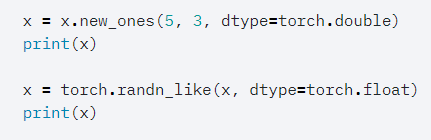 x = x.new_ones(5, 3, dtype=torch.double)
print(x)
x = torch.randn_like(x, dtype=torch.float)
print(x)